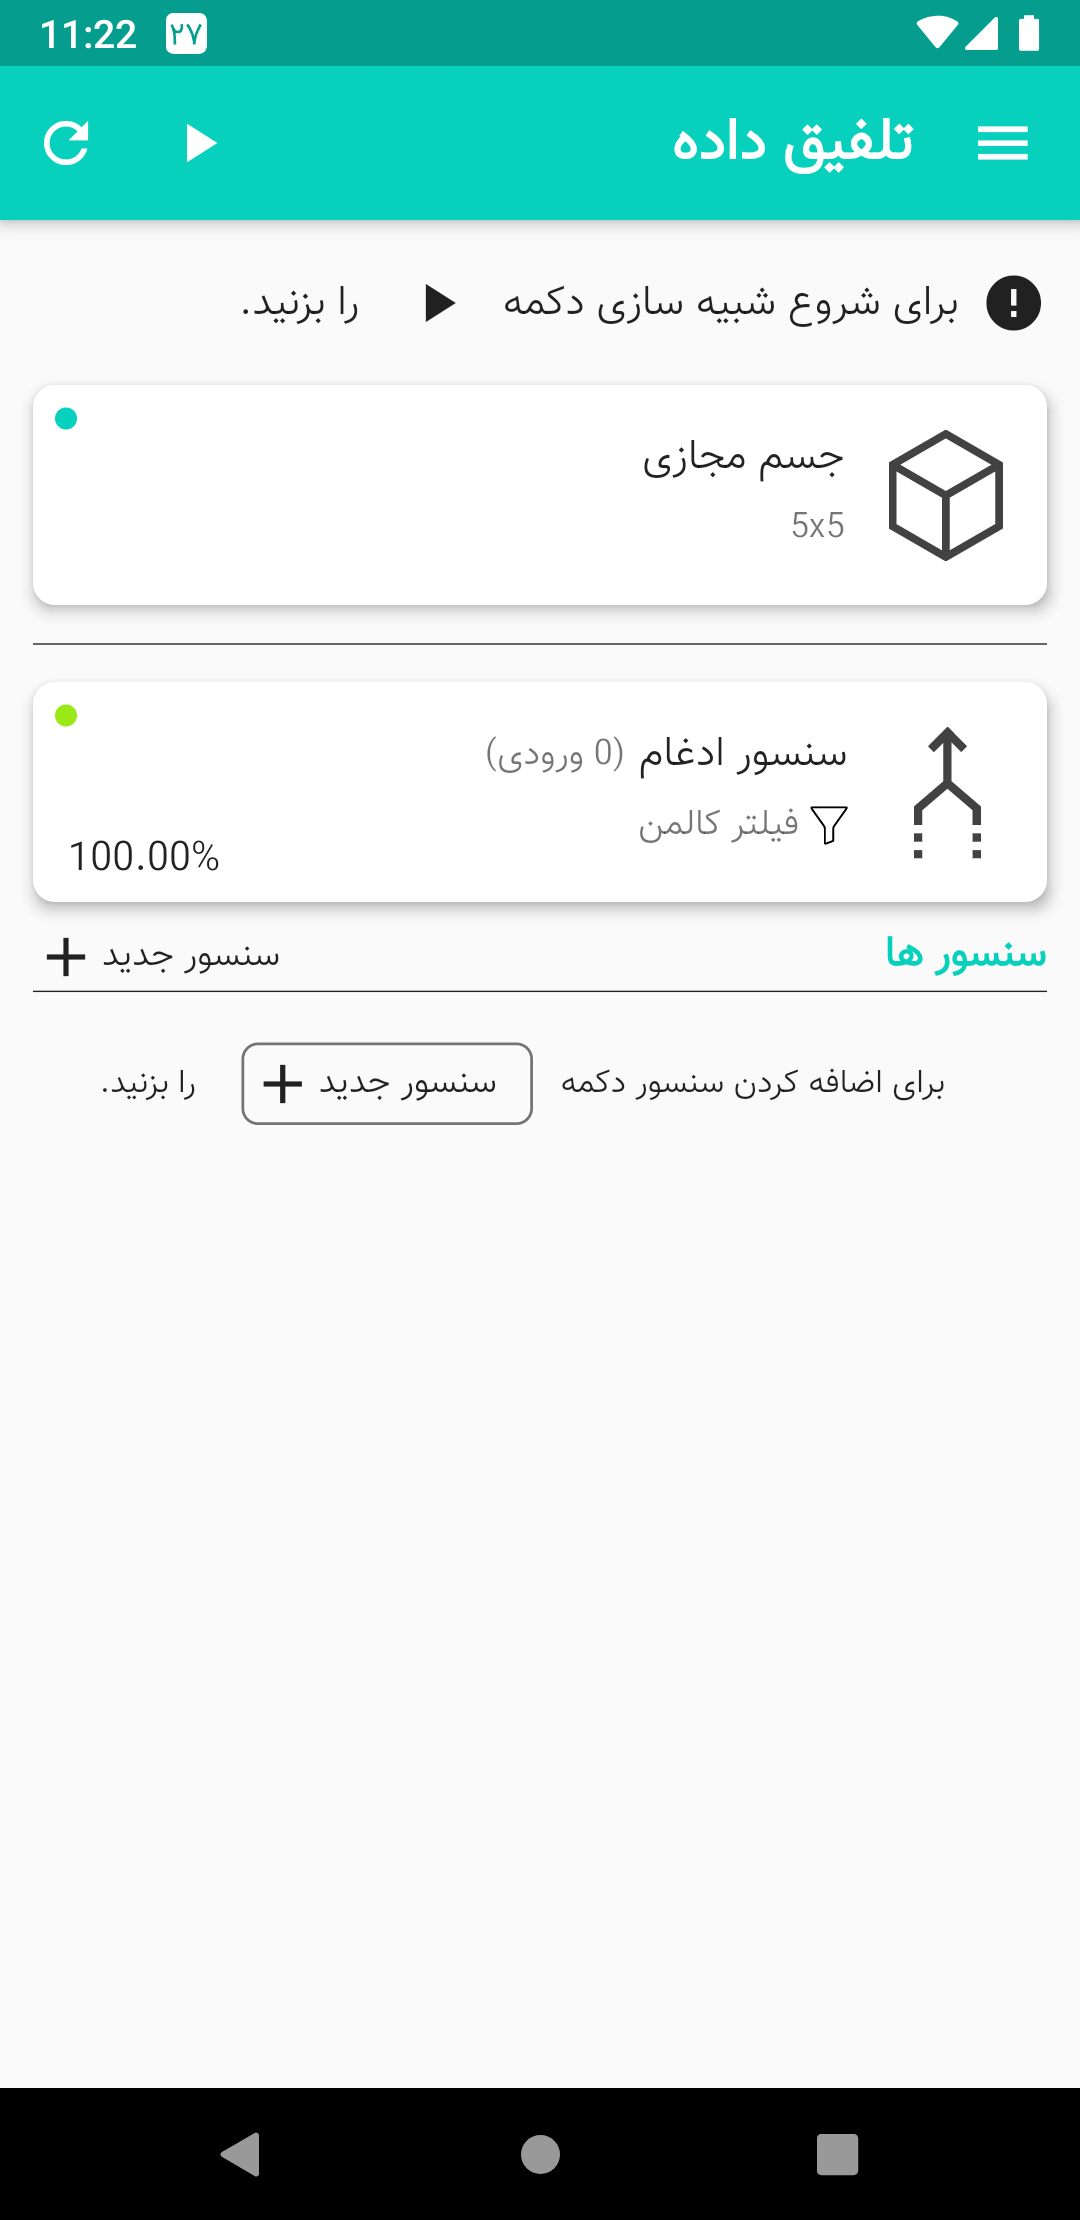 11:22 ۲۷
تلفیق داده
برای شروع شبیه سازی دکمه را بزنید.
جسم مجازی
5x5
سنسور ادغام (0 ورودی)
فیلتر کالمن
100.00%
سنسور ها سنسور جدید
برای اضافه کردن سنسور دکمه سنسور جدید را بزنید.